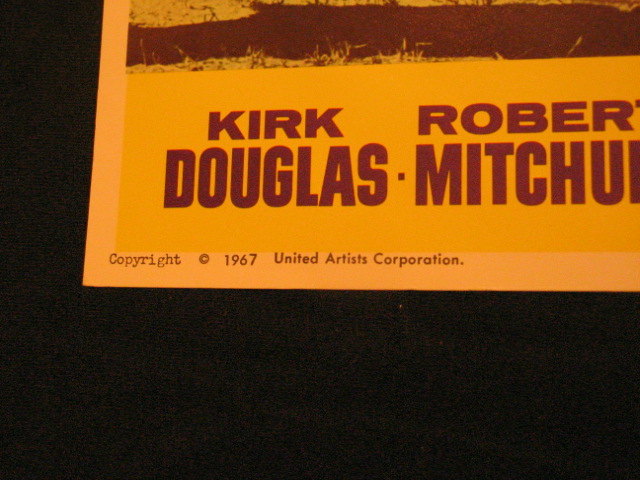 KIRK ROBERT
DOUGLAS · MITCHU
Copyright © 1967 United Artists Corporation.